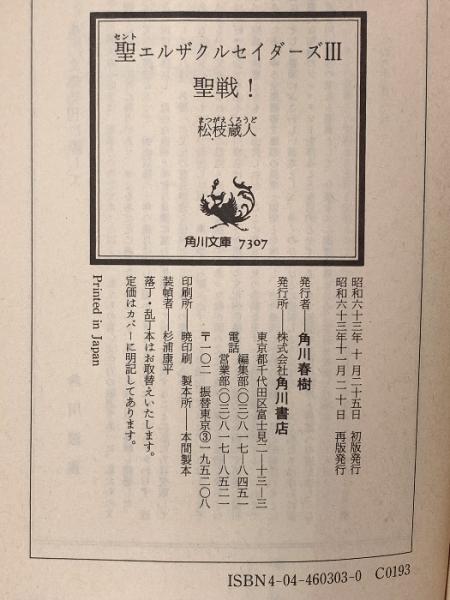 セント
聖エルザクルセイダーズIII
聖戦！
まつがえくろうど
松枝蔵人
角川文庫 7307
昭和六十三年 十 月二十五日 初版発行
昭和六十三年十一月二十日 再版発行
発行者――角川春樹
発行所――株式会社角川書店
東京都千代田区富士見二―十三―三
電話 編集部(〇三)八一七―八四五一
営業部(〇三)八一七―八五二一
〒一〇二 振替東京③一九五二〇八
印刷所――暁印刷 製本所――本間製本
装幀者――杉浦康平
落丁・乱丁本はお取替えいたします。
定価はカバーに明記してあります。
Printed in Japan
ISBN4-04-460303-0 C0193